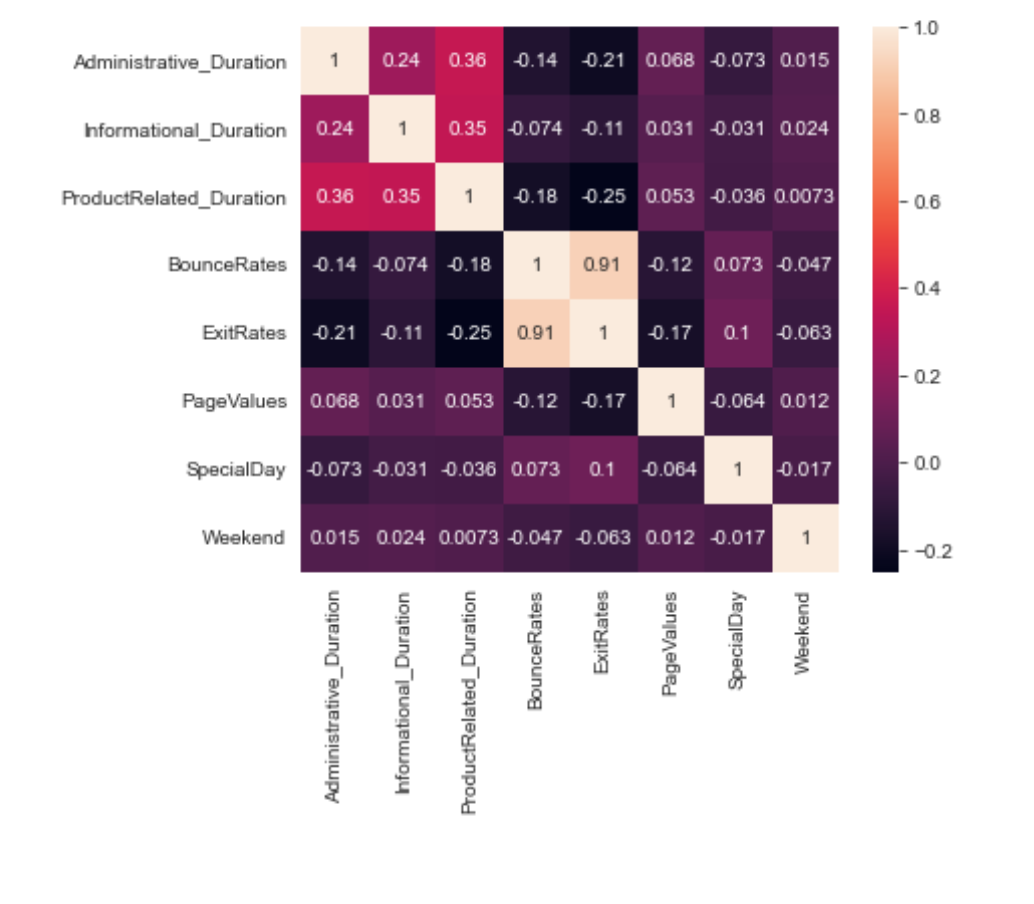 1.0
Administrative_Duration 1 0.24 0.36 -0.14 -0.21 0.068 -0.073 0.015
0.8
Informational_Duration 0.24 1 0.35 -0.074 -0.11 0.031 -0.031 0.024
ProductRelated_Duration 0.36 0.35 1 -0.18 -0.25 0.053 -0.036 0.0073
0.6
BounceRates -0.14 -0.074 -0.18 1 0.91 -0.12 0.073 -0.047
0.4
ExitRates -0.21 -0.11 -0.25 0.91 1 -0.17 0.1 -0.063
0.2
PageValues 0.068 0.031 0.053 -0.12 -0.17 1 -0.064 0.012
SpecialDay -0.073 -0.031 -0.036 0.073 0.1 -0.064 1 -0.017
0.0
Weekend 0.015 0.024 0.0073 -0.047 -0.063 0.012 -0.017 1
−0.2
Administrative_Duration
Informational_Duration
ProductRelated_Duration
BounceRates
ExitRates
PageValues
SpecialDay
Weekend